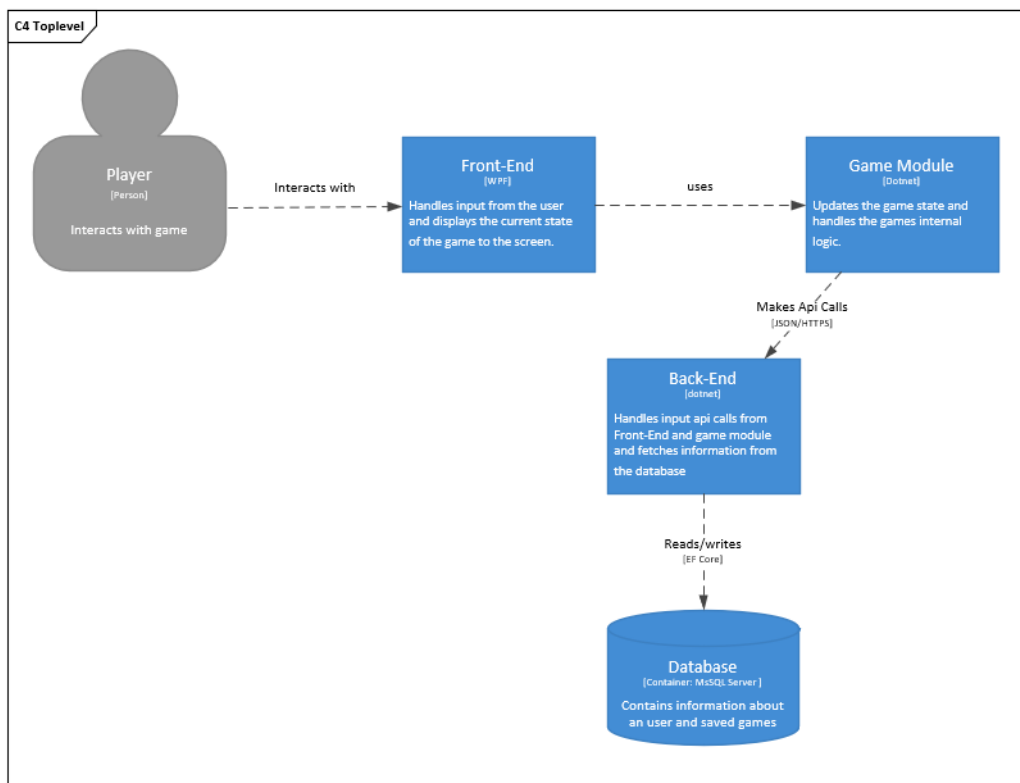 C4 Toplevel
Player
[Person]
Interacts with game
Interacts with
Front-End
[WPF]
Handles input from the user
and displays the current state
of the game to the screen.
uses
Game Module
[Dotnet]
Updates the game state and
handles the games internal
logic.
Makes Api Calls
[JSON/HTTPS]
Back-End
[dotnet]
Handles input api calls from
Front-End and game module
and fetches information from
the database
Reads/writes
[EF Core]
Database
[Container: MsSQL Server ]
Contains information about
an user and saved games